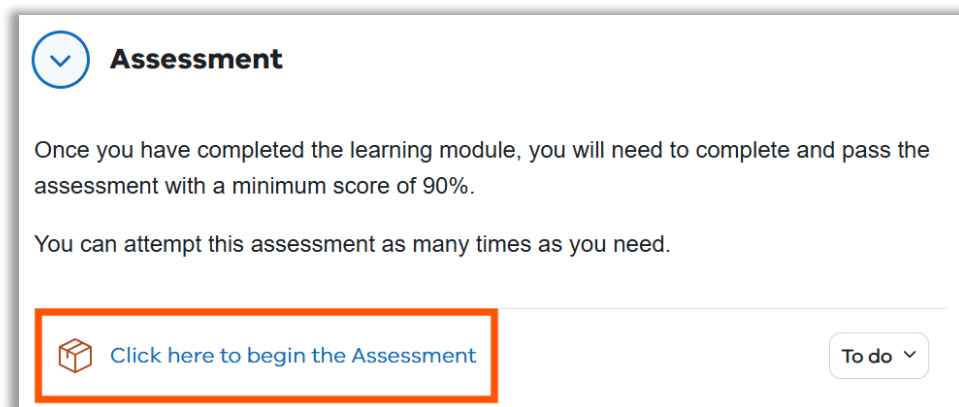 Assessment
Once you have completed the learning module, you will need to complete and pass the
assessment with a minimum score of 90%.
You can attempt this assessment as many times as you need.
Click here to begin the Assessment
To do